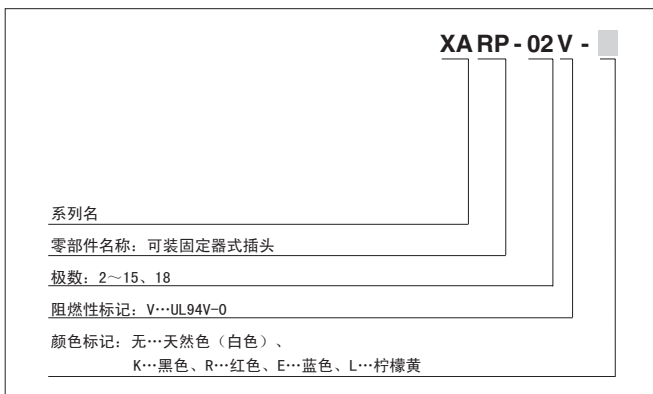 XARP-02V-
系列名
零部件名称：可装固定器式插头
极数：2～15、18
阻燃性标记：V…UL94V-0
颜色标记：无…天然色（白色）、
K…黑色、R…红色、E…蓝色、L…柠檬黄